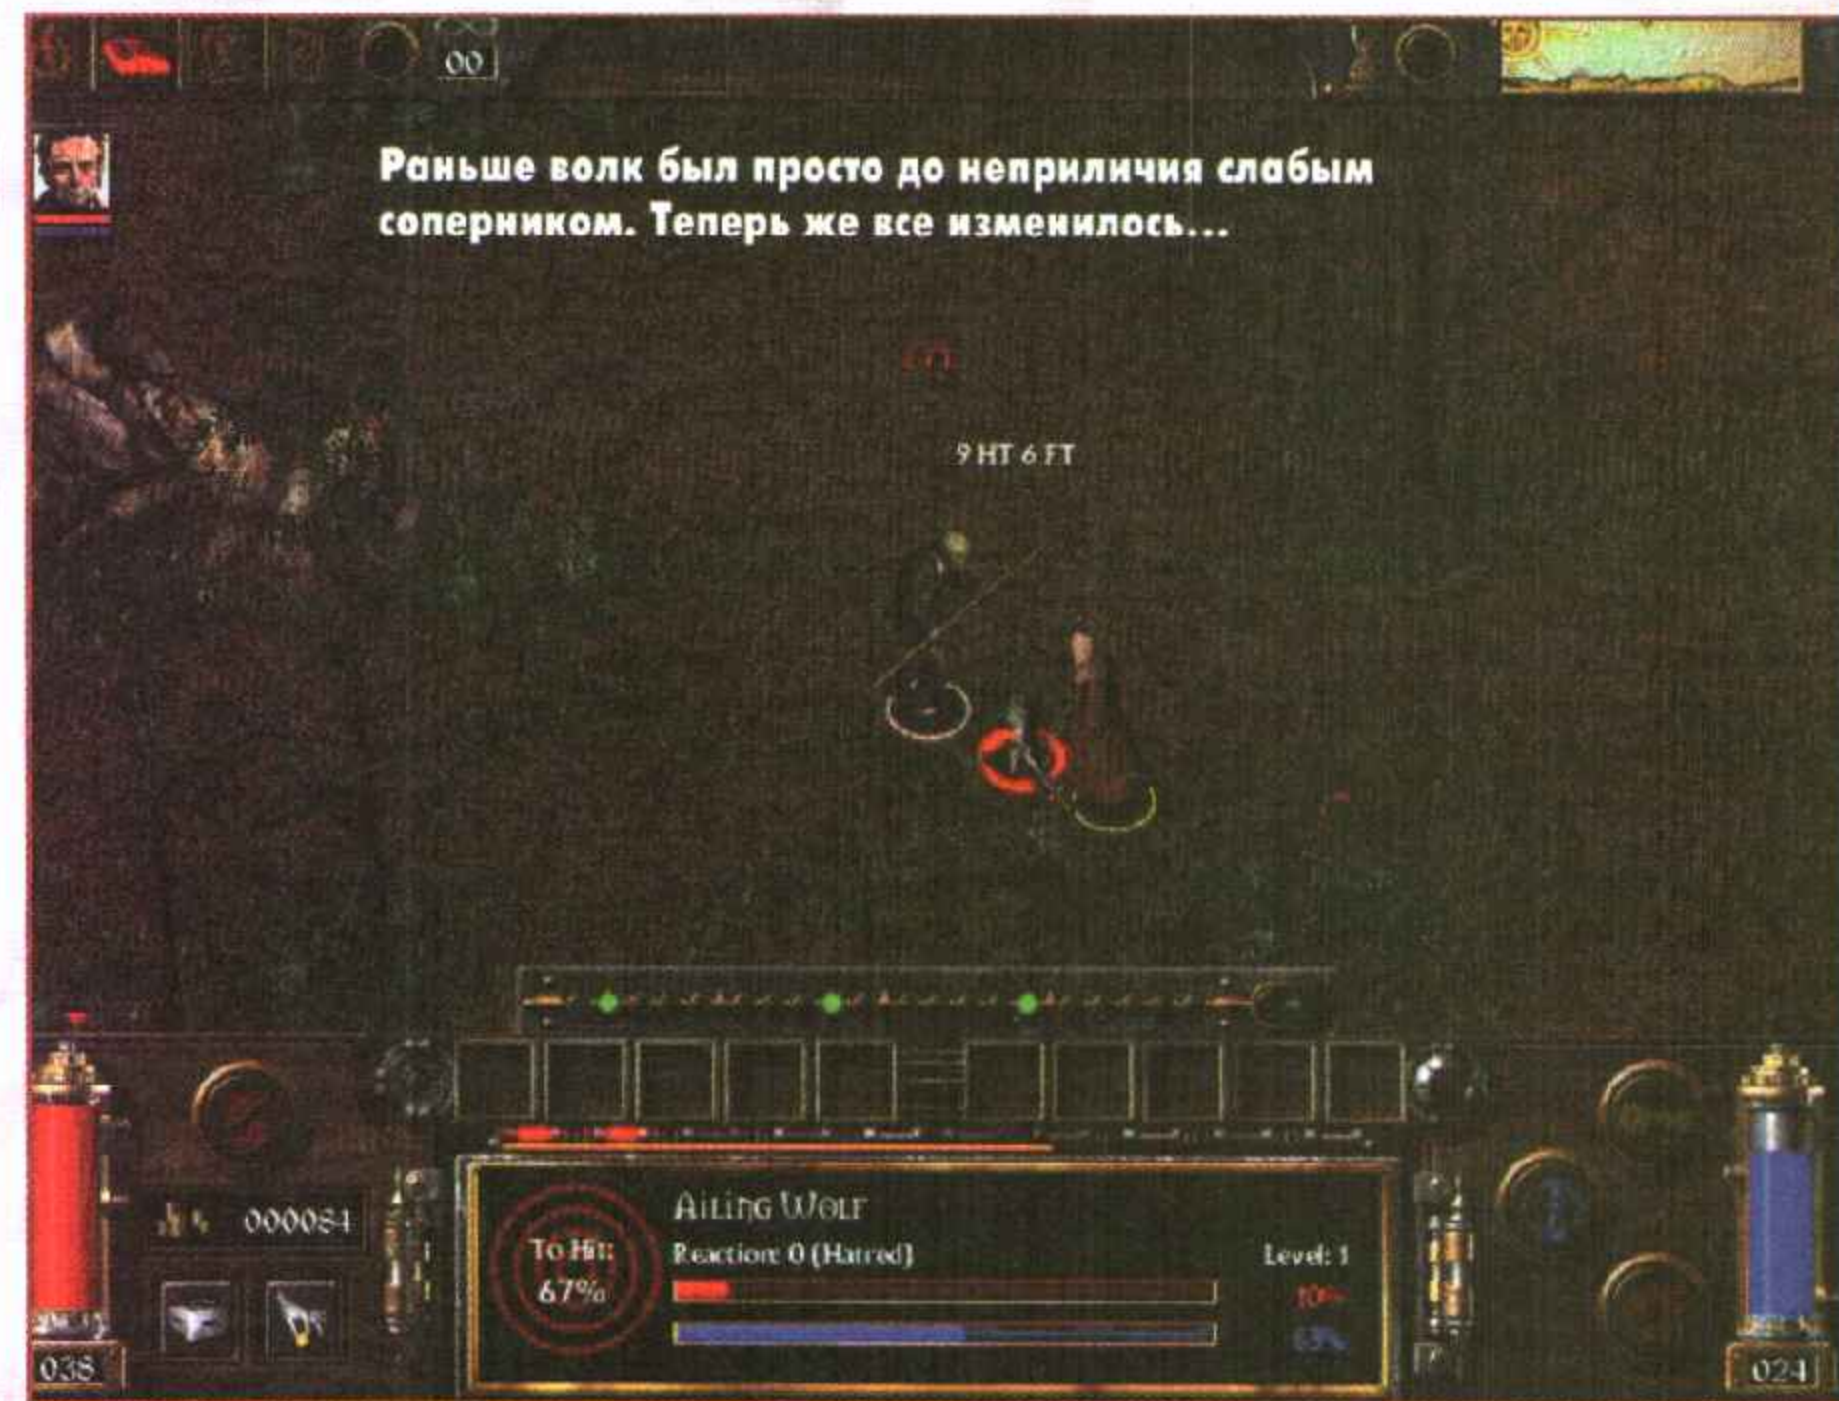 00
Раньше волк был просто до неприличия слабым
соперником. Теперь же все изменилось...
9 HT 6 FT
000084
To Hit:
67%
Ailing Wolf
Reaction: 0 (Hatred)
Level: 1
10%
038
024